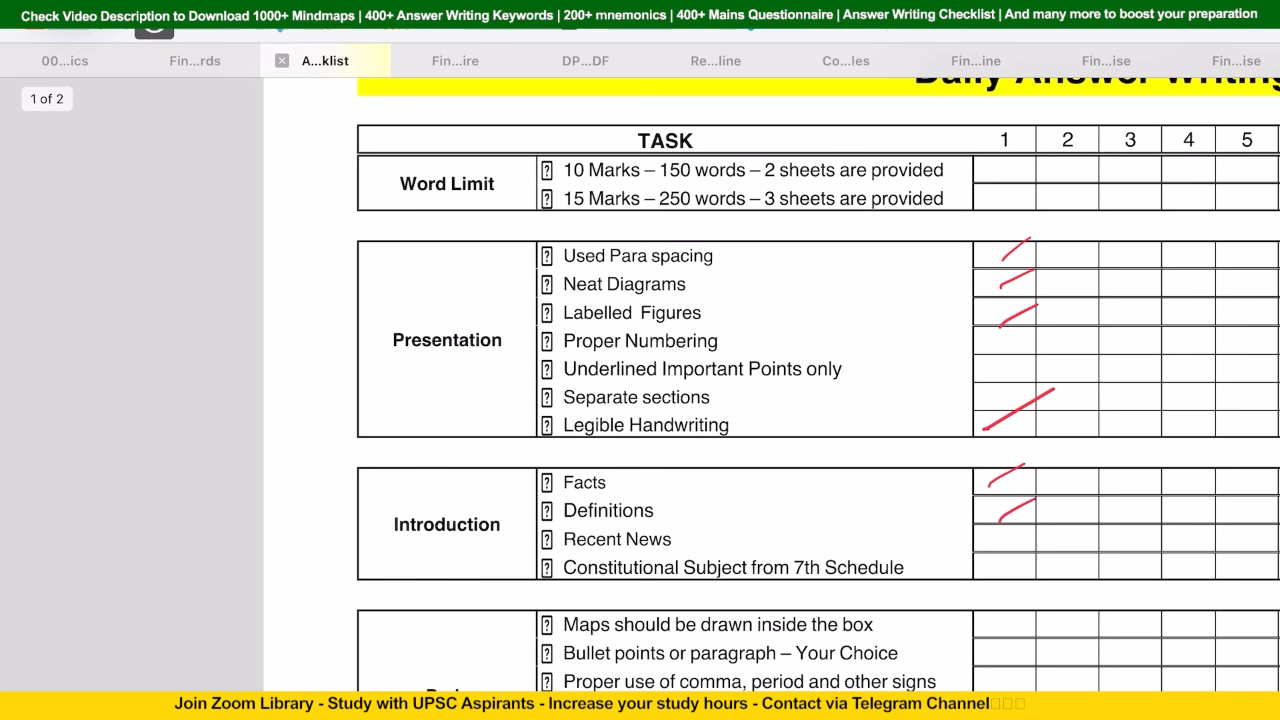 Check Video Description to Download 1000+ Mindmaps | 400+ Answer Writing Keywords | 200+ mnemonics | 400+ Mains Questionnaire | Answer Writing Checklist | And many more to boost your preparation
00...ics Fin...rds A...klist Fin...ire DP...DF Re...line Co...les Fin...ine Fin...ise Fin...ise
1 of 2
Daily Answer Writing
TASK 1 2 3 4 5
Word Limit
10 Marks – 150 words – 2 sheets are provided
15 Marks – 250 words – 3 sheets are provided
Presentation
Used Para spacing
Neat Diagrams
Labelled Figures
Proper Numbering
Underlined Important Points only
Separate sections
Legible Handwriting
Introduction
Facts
Definitions
Recent News
Constitutional Subject from 7th Schedule
Maps should be drawn inside the box
Bullet points or paragraph – Your Choice
Proper use of comma, period and other signs
Join Zoom Library - Study with UPSC Aspirants - Increase your study hours - Contact via Telegram Channel